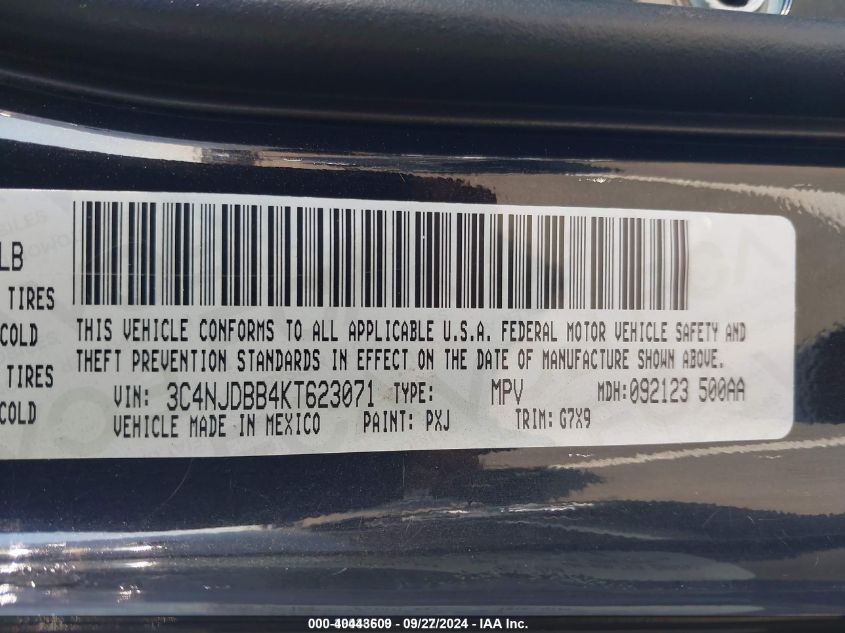 LB
TIRES
COLD
TIRES
COLD
THIS VEHICLE CONFORMS TO ALL APPLICABLE U.S.A. FEDERAL MOTOR VEHICLE SAFETY AND
THEFT PREVENTION STANDARDS IN EFFECT ON THE DATE OF MANUFACTURE SHOWN ABOVE.
VIN: 3C4NJDBB4KT623071 TYPE: MPV MDH:092123 500AA
VEHICLE MADE IN MEXICO PAINT: PXJ TRIM: G7X9
000-40443609 - 09/27/2024 - IAA Inc.